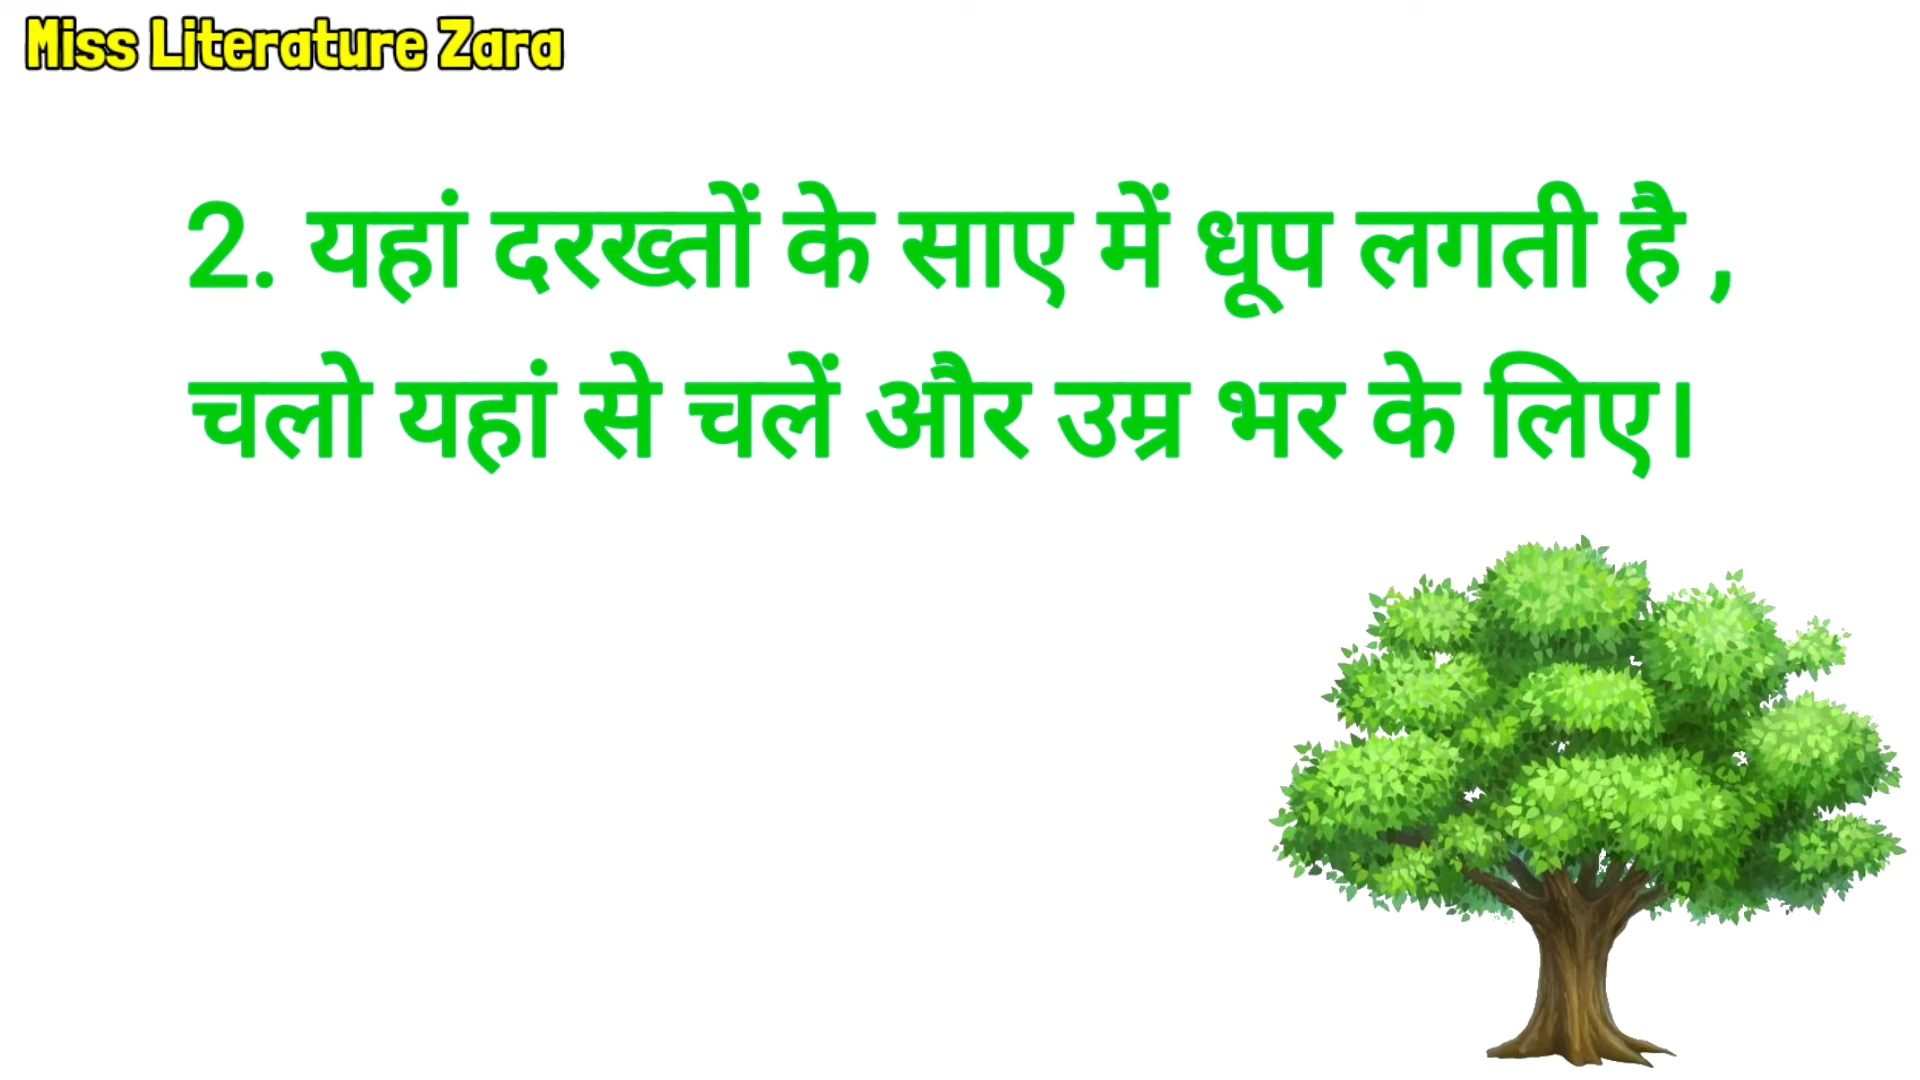 Miss Literature Zara
2. यहां दरख्तों के साए में धूप लगती है ,
चलो यहां से चलें और उम्र भर के लिए।